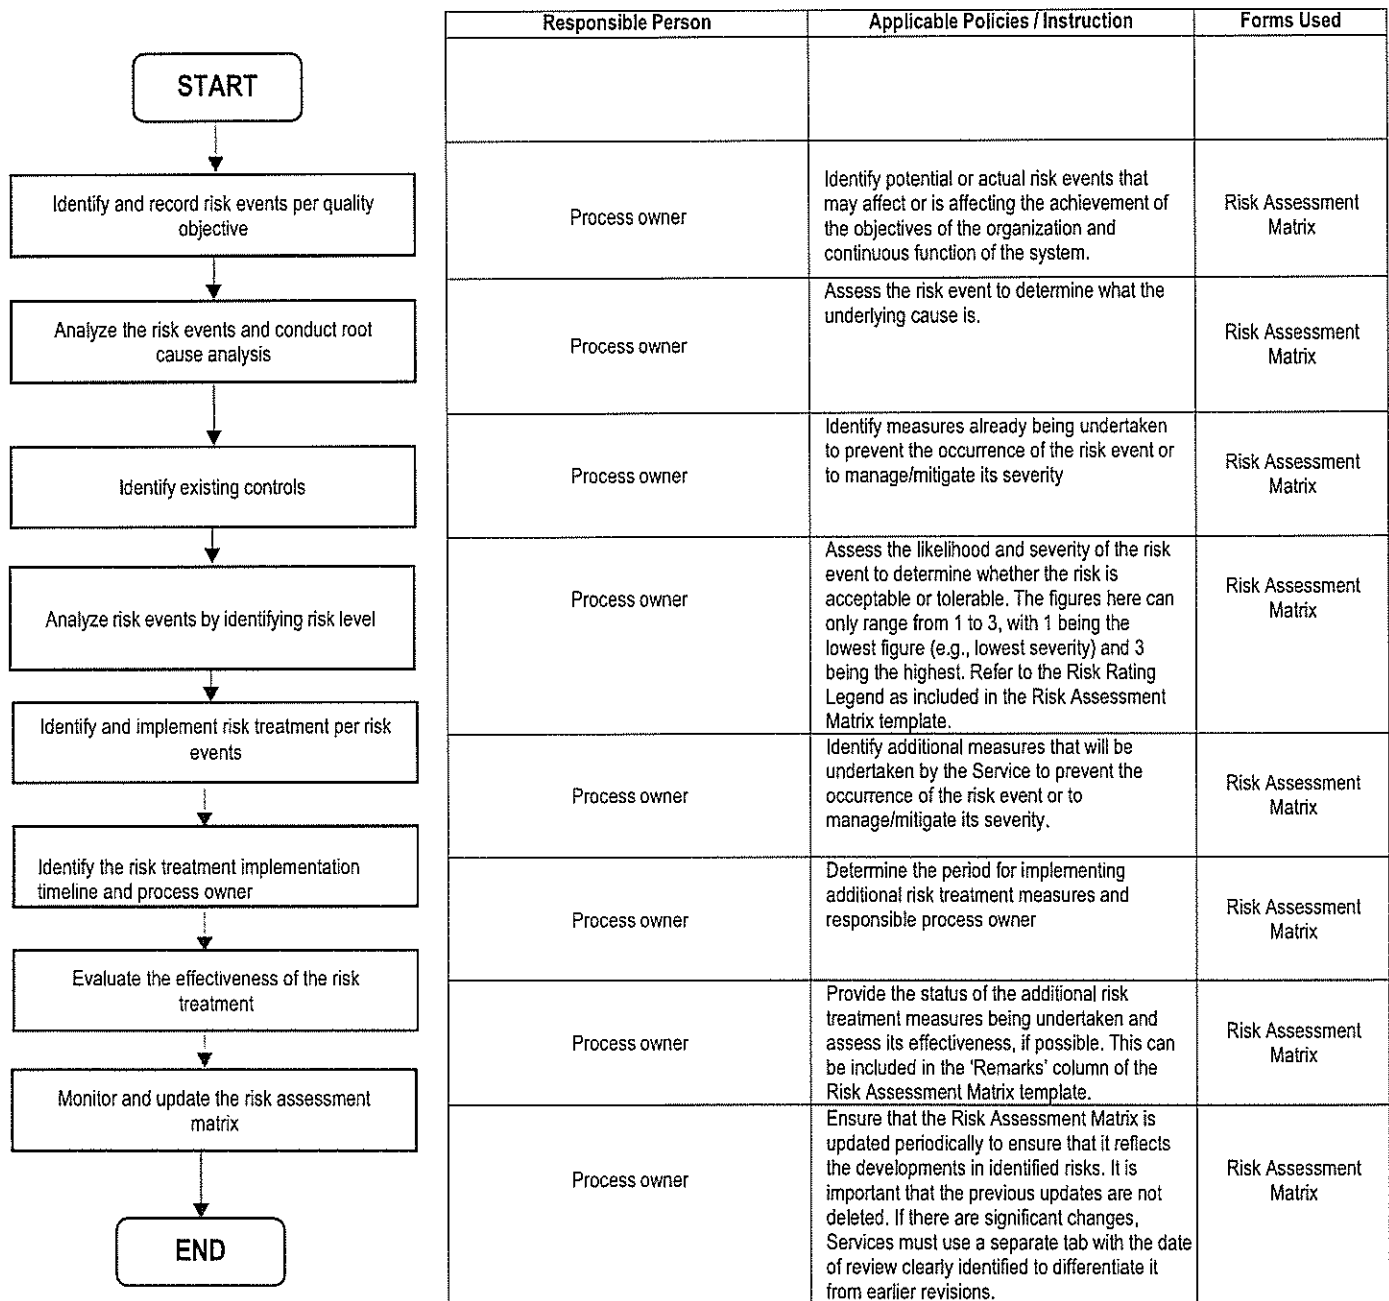 Responsible Person
Applicable Policies / Instruction
Forms Used
START
Identify and record risk events per quality
objective
Process owner
Identify potential or actual risk events that
may affect or is affecting the achievement of
the objectives of the organization and
continuous function of the system.
Risk Assessment
Matrix
Analyze the risk events and conduct root
cause analysis
Process owner
Assess the risk event to determine what the
underlying cause is.
Risk Assessment
Matrix
Identify existing controls
Process owner
Identify measures already being undertaken
to prevent the occurrence of the risk event or
to manage/mitigate its severity
Risk Assessment
Matrix
Analyze risk events by identifying risk level
Process owner
Assess the likelihood and severity of the risk
event to determine whether the risk is
acceptable or tolerable. The figures here can
only range from 1 to 3, with 1 being the
lowest figure (e.g., lowest severity) and 3
being the highest. Refer to the Risk Rating
Legend as included in the Risk Assessment
Matrix template.
Risk Assessment
Matrix
Identify and implement risk treatment per risk
events
Process owner
Identify additional measures that will be
undertaken by the Service to prevent the
occurrence of the risk event or to
manage/mitigate its severity.
Risk Assessment
Matrix
Identify the risk treatment implementation
timeline and process owner
Process owner
Determine the period for implementing
additional risk treatment measures and
responsible process owner
Risk Assessment
Matrix
Evaluate the effectiveness of the risk
treatment
Process owner
Provide the status of the additional risk
treatment measures being undertaken and
assess its effectiveness, if possible. This can
be included in the 'Remarks' column of the
Risk Assessment Matrix template.
Risk Assessment
Matrix
Monitor and update the risk assessment
matrix
Process owner
Ensure that the Risk Assessment Matrix is
updated periodically to ensure that it reflects
the developments in identified risks. It is
important that the previous updates are not
deleted. If there are significant changes,
Services must use a separate tab with the date
of review clearly identified to differentiate it
from earlier revisions.
Risk Assessment
Matrix
END